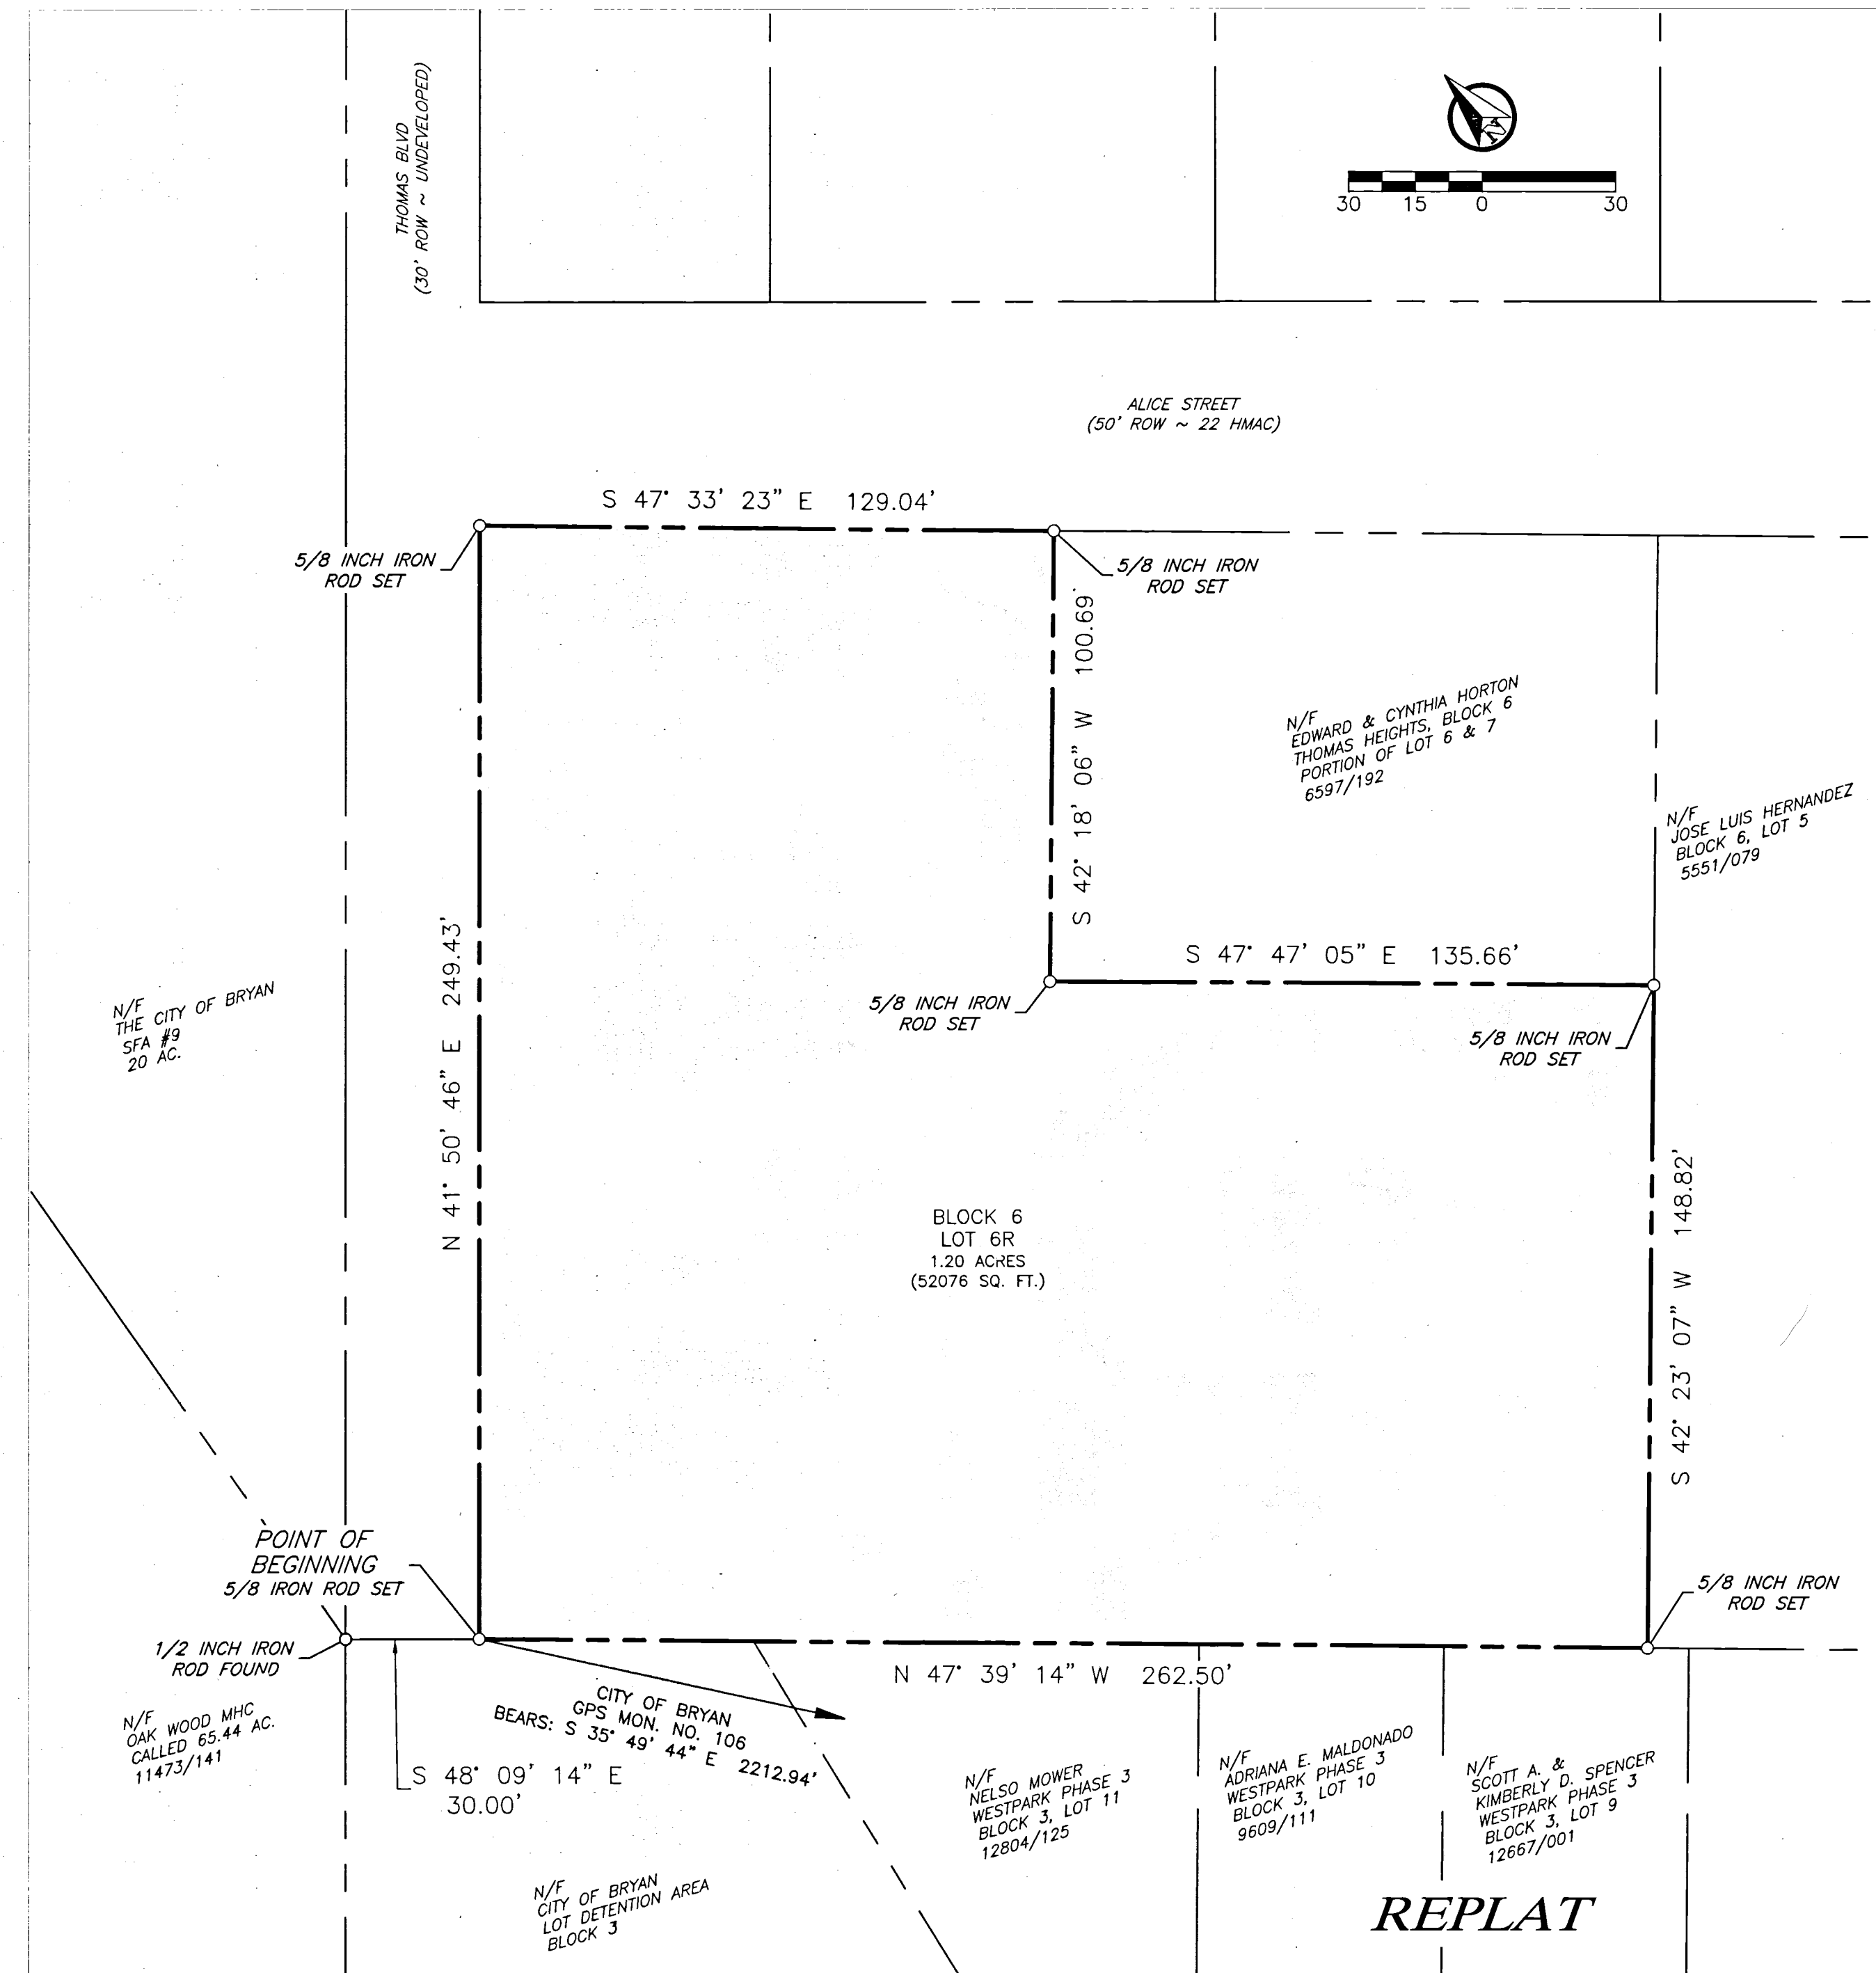 THOMAS BLVD
(30' ROW ~ UNDEVELOPED)
N
30 15 0 30
ALICE STREET
(50' ROW ~ 22 HMAC)
S 47° 33' 23" E 129.04'
5/8 INCH IRON
ROD SET
5/8 INCH IRON
ROD SET
S 42° 18' 06" W 100.69'
N/F
EDWARD & CYNTHIA HORTON
THOMAS HEIGHTS, BLOCK 6
PORTION OF LOT 6 & 7
6597/192
N/F
JOSE LUIS HERNANDEZ
BLOCK 6, LOT 5
5551/079
N 41° 50' 46" E 249.43'
S 47° 47' 05" E 135.66'
5/8 INCH IRON
ROD SET
5/8 INCH IRON
ROD SET
N/F
THE CITY OF BRYAN
SFA #9
20 AC.
S 42° 23' 07" W 148.82'
BLOCK 6
LOT 6R
1.20 ACRES
(52076 SQ. FT.)
POINT OF
BEGINNING
5/8 IRON ROD SET
5/8 INCH IRON
ROD SET
1/2 INCH IRON
ROD FOUND
N 47° 39' 14" W 262.50'
CITY OF BRYAN
GPS MON. NO. 106
BEARS: S 35° 49' 44" E 2212.94'
N/F
OAK WOOD MHC
CALLED 65.44 AC.
11473/141
S 48° 09' 14" E
30.00'
N/F
NELSO MOWER
WESTPARK PHASE 3
BLOCK 3, LOT 11
12804/125
N/F
ADRIANA E. MALDONADO
WESTPARK PHASE 3
BLOCK 3, LOT 10
9609/111
N/F
SCOTT A. &
KIMBERLY D. SPENCER
WESTPARK PHASE 3
BLOCK 3, LOT 9
12667/001
N/F
CITY OF BRYAN
LOT DETENTION AREA
BLOCK 3
REPLAT